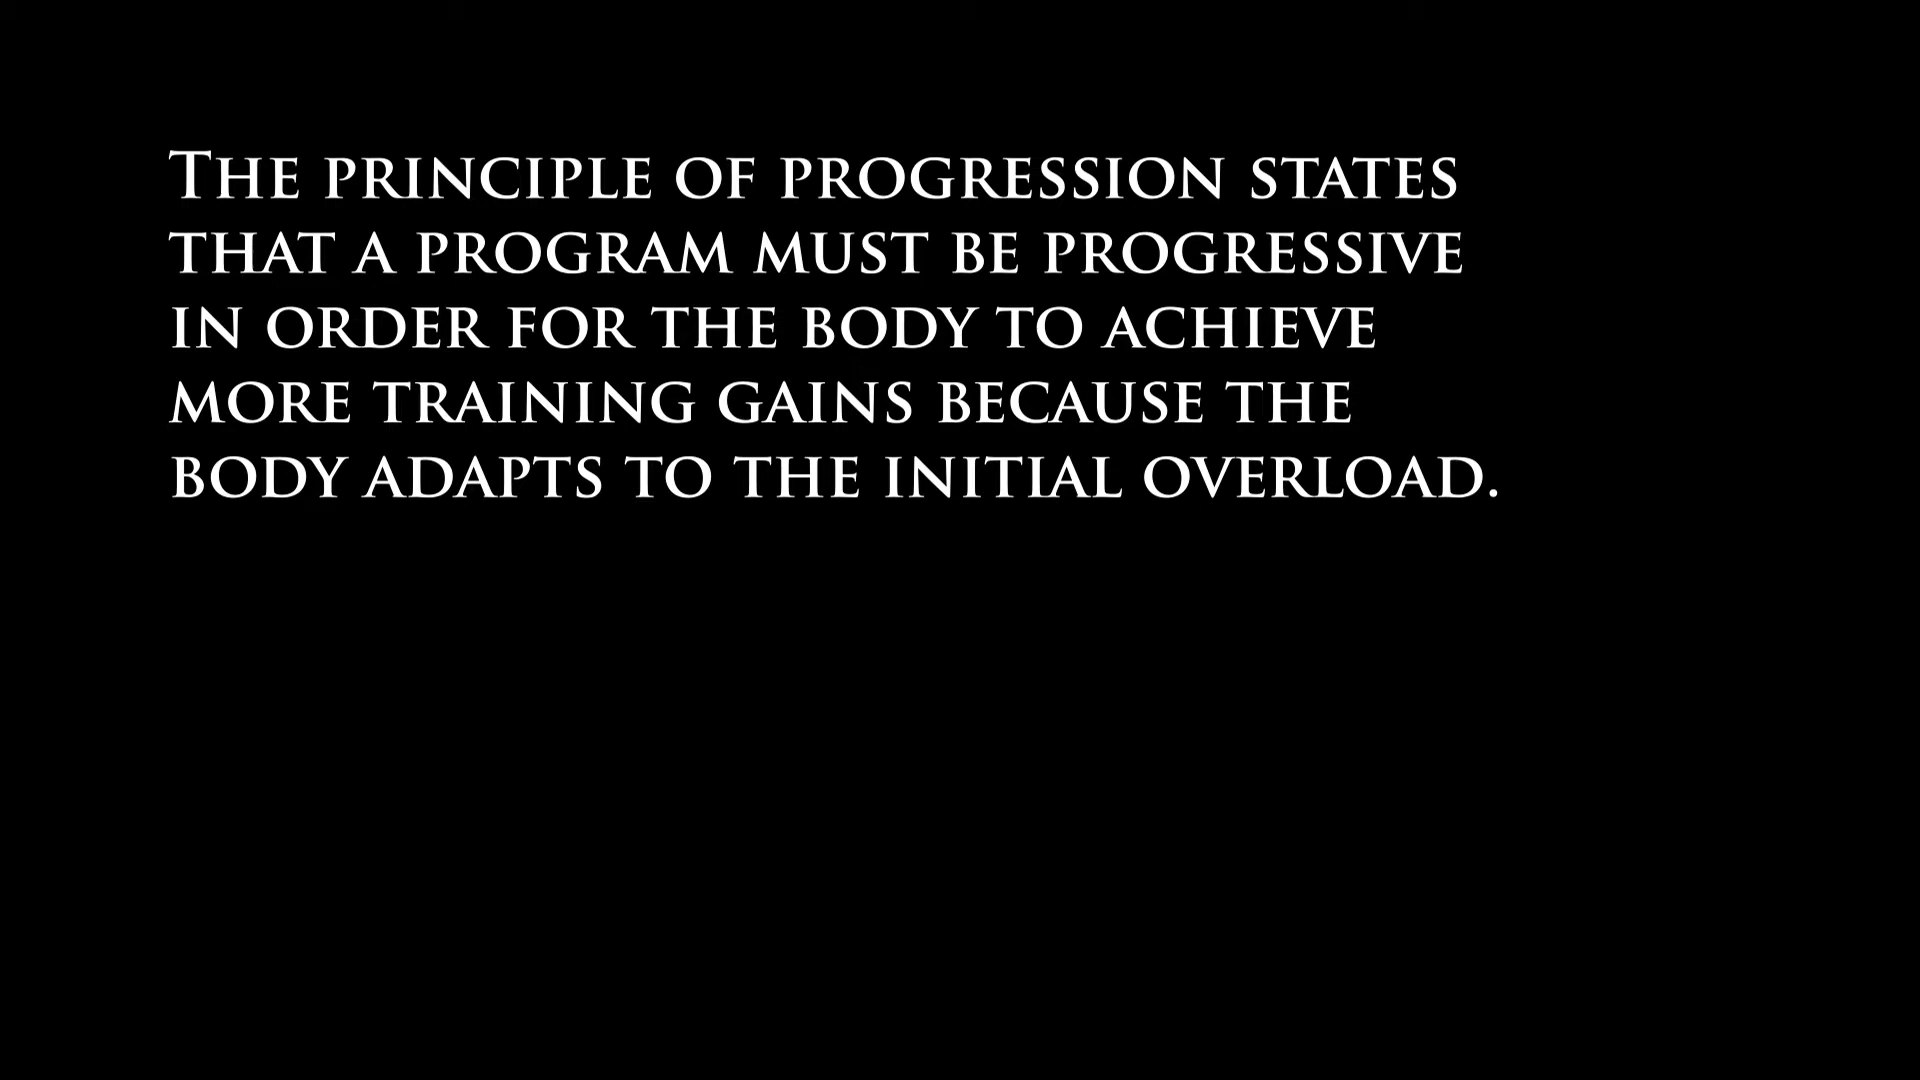 The principle of progression states
that a program must be progressive
in order for the body to achieve
more training gains because the
body adapts to the initial overload.